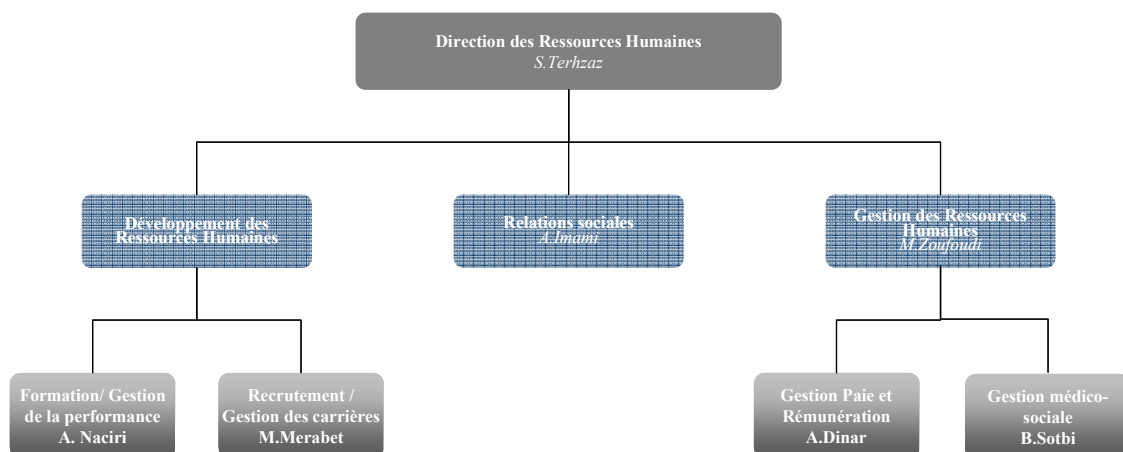 Direction des Ressources Humaines
S.Terhzaz
Développement des
Ressources Humaines
Relations sociales
A.Imami
Gestion des Ressources
Humaines
M.Zoufoudi
Formation/ Gestion
de la performance
A. Naciri
Recrutement /
Gestion des carrières
M.Merabet
Gestion Paie et
Rémunération
A.Dinar
Gestion médico-
sociale
B.Sotbi